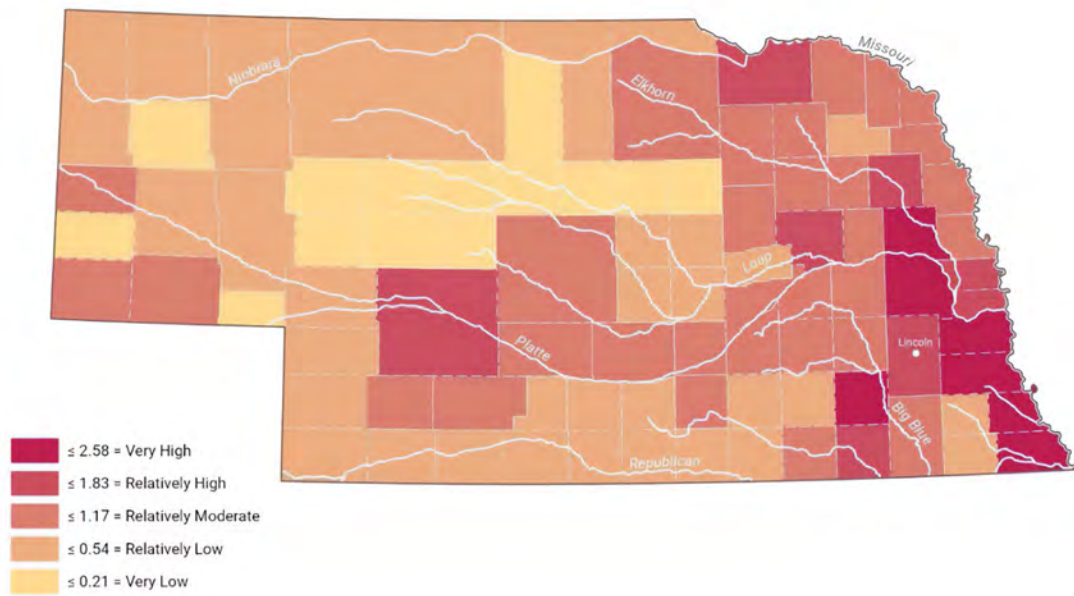 Niobrara
Missouri
Elkhorn
Loup
Platte
Lincoln
Big Blue
Republican
≤ 2.58 = Very High
≤ 1.83 = Relatively High
≤ 1.17 = Relatively Moderate
≤ 0.54 = Relatively Low
≤ 0.21 = Very Low